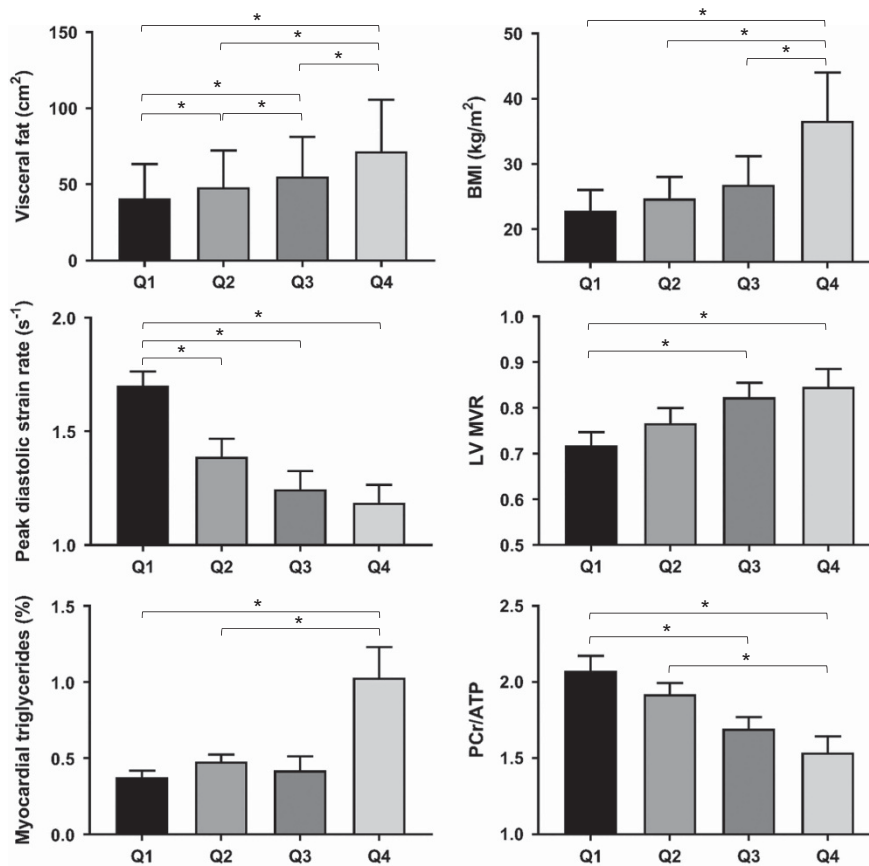 Visceral fat (cm²)
150
100
50
0
* * * * * *
Q1 Q2 Q3 Q4
BMI (kg/m²)
50
40
30
20
* * *
Q1 Q2 Q3 Q4
Peak diastolic strain rate (s⁻¹)
2.0
1.5
1.0
* * *
Q1 Q2 Q3 Q4
LV MVR
1.0
0.9
0.8
0.7
0.6
0.5
* *
Q1 Q2 Q3 Q4
Myocardial triglycerides (%)
1.5
1.0
0.5
0.0
* *
Q1 Q2 Q3 Q4
PCr/ATP
2.5
2.0
1.5
1.0
* * *
Q1 Q2 Q3 Q4